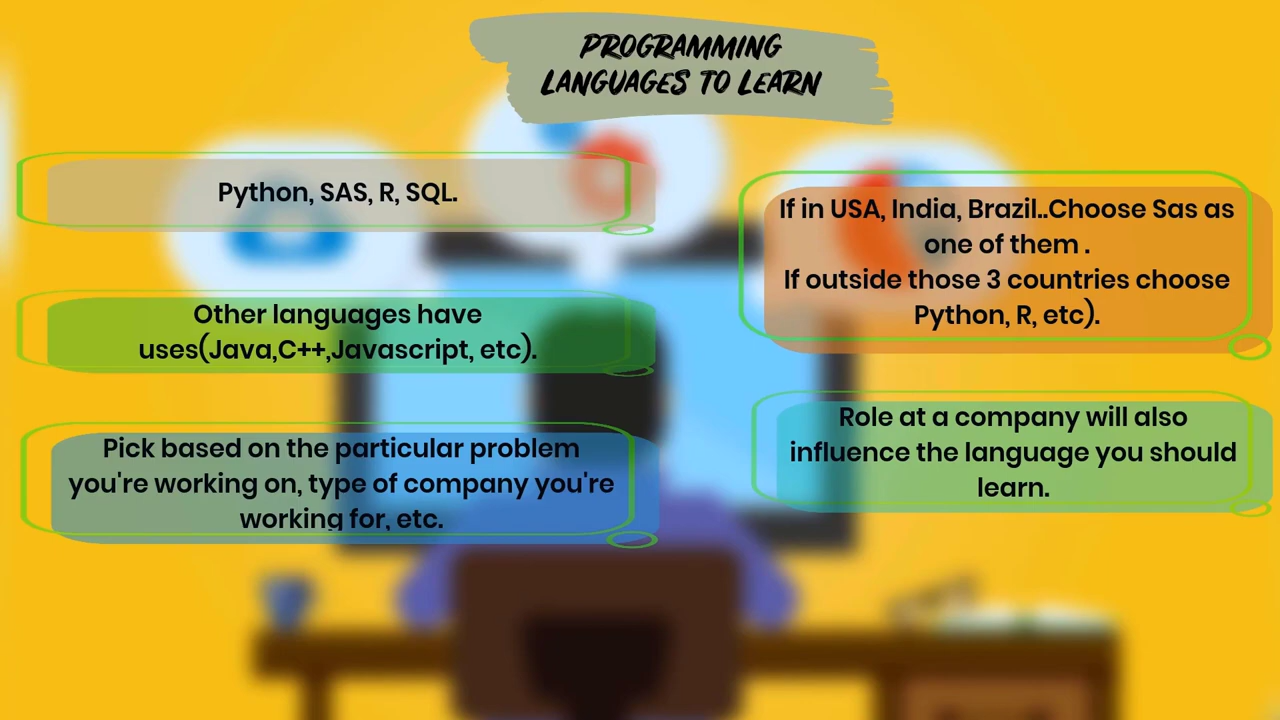 PROGRAMMING
LANGUAGES TO LEARN
Python, SAS, R, SQL.
Other languages have
uses(Java,C++,Javascript, etc).
Pick based on the particular problem
you're working on, type of company you're
working for, etc.
If in USA, India, Brazil..Choose Sas as
one of them .
If outside those 3 countries choose
Python, R, etc).
Role at a company will also
influence the language you should
learn.